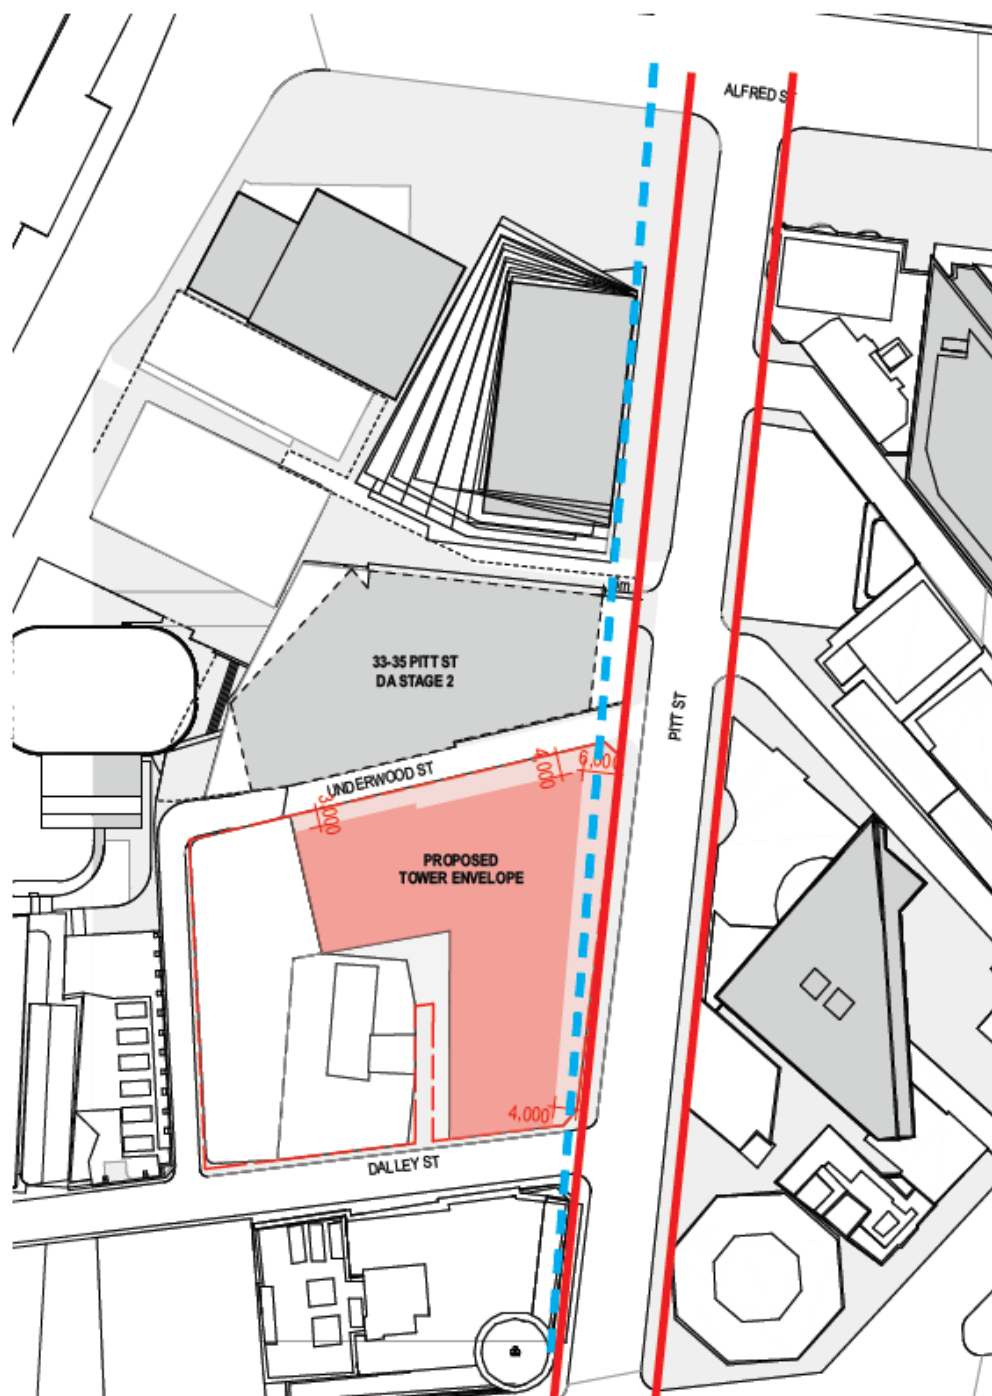 ALFRED S
33-35 PITT ST
DA STAGE 2
PITT ST
UNDERWOOD ST
4,000
6,000
3,000
PROPOSED
TOWER ENVELOPE
4,000
DALLEY ST